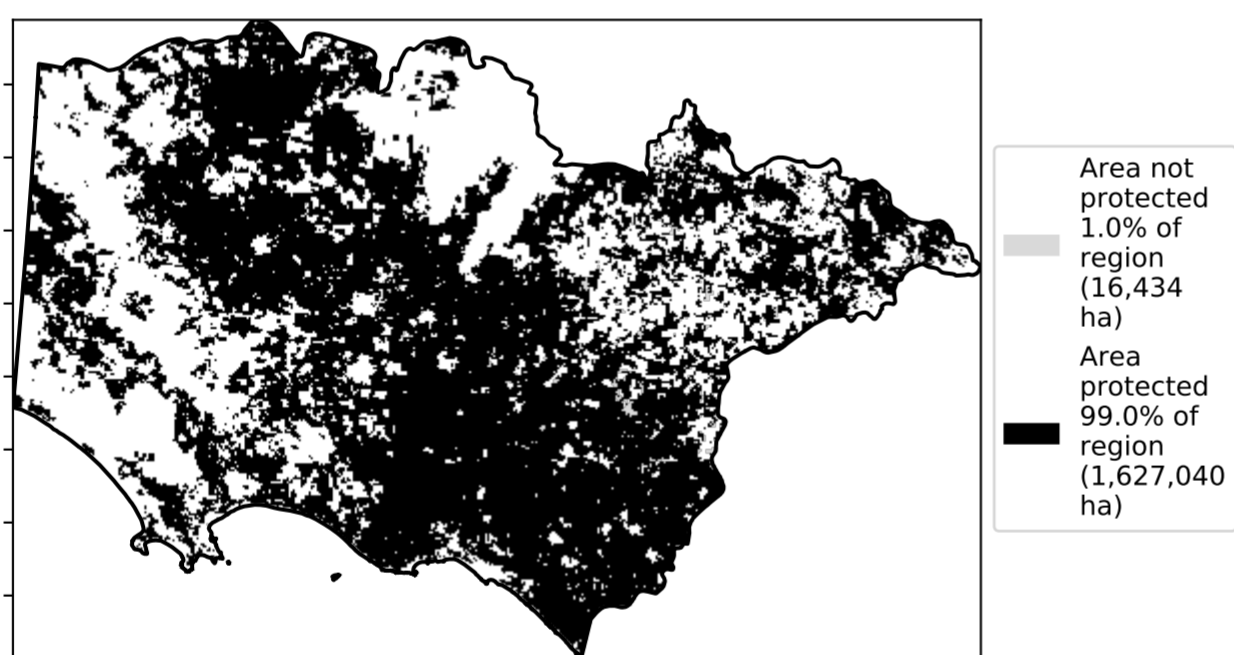 Area not
protected
1.0% of
region
(16,434
ha)
Area
protected
99.0% of
region
(1,627,040
ha)